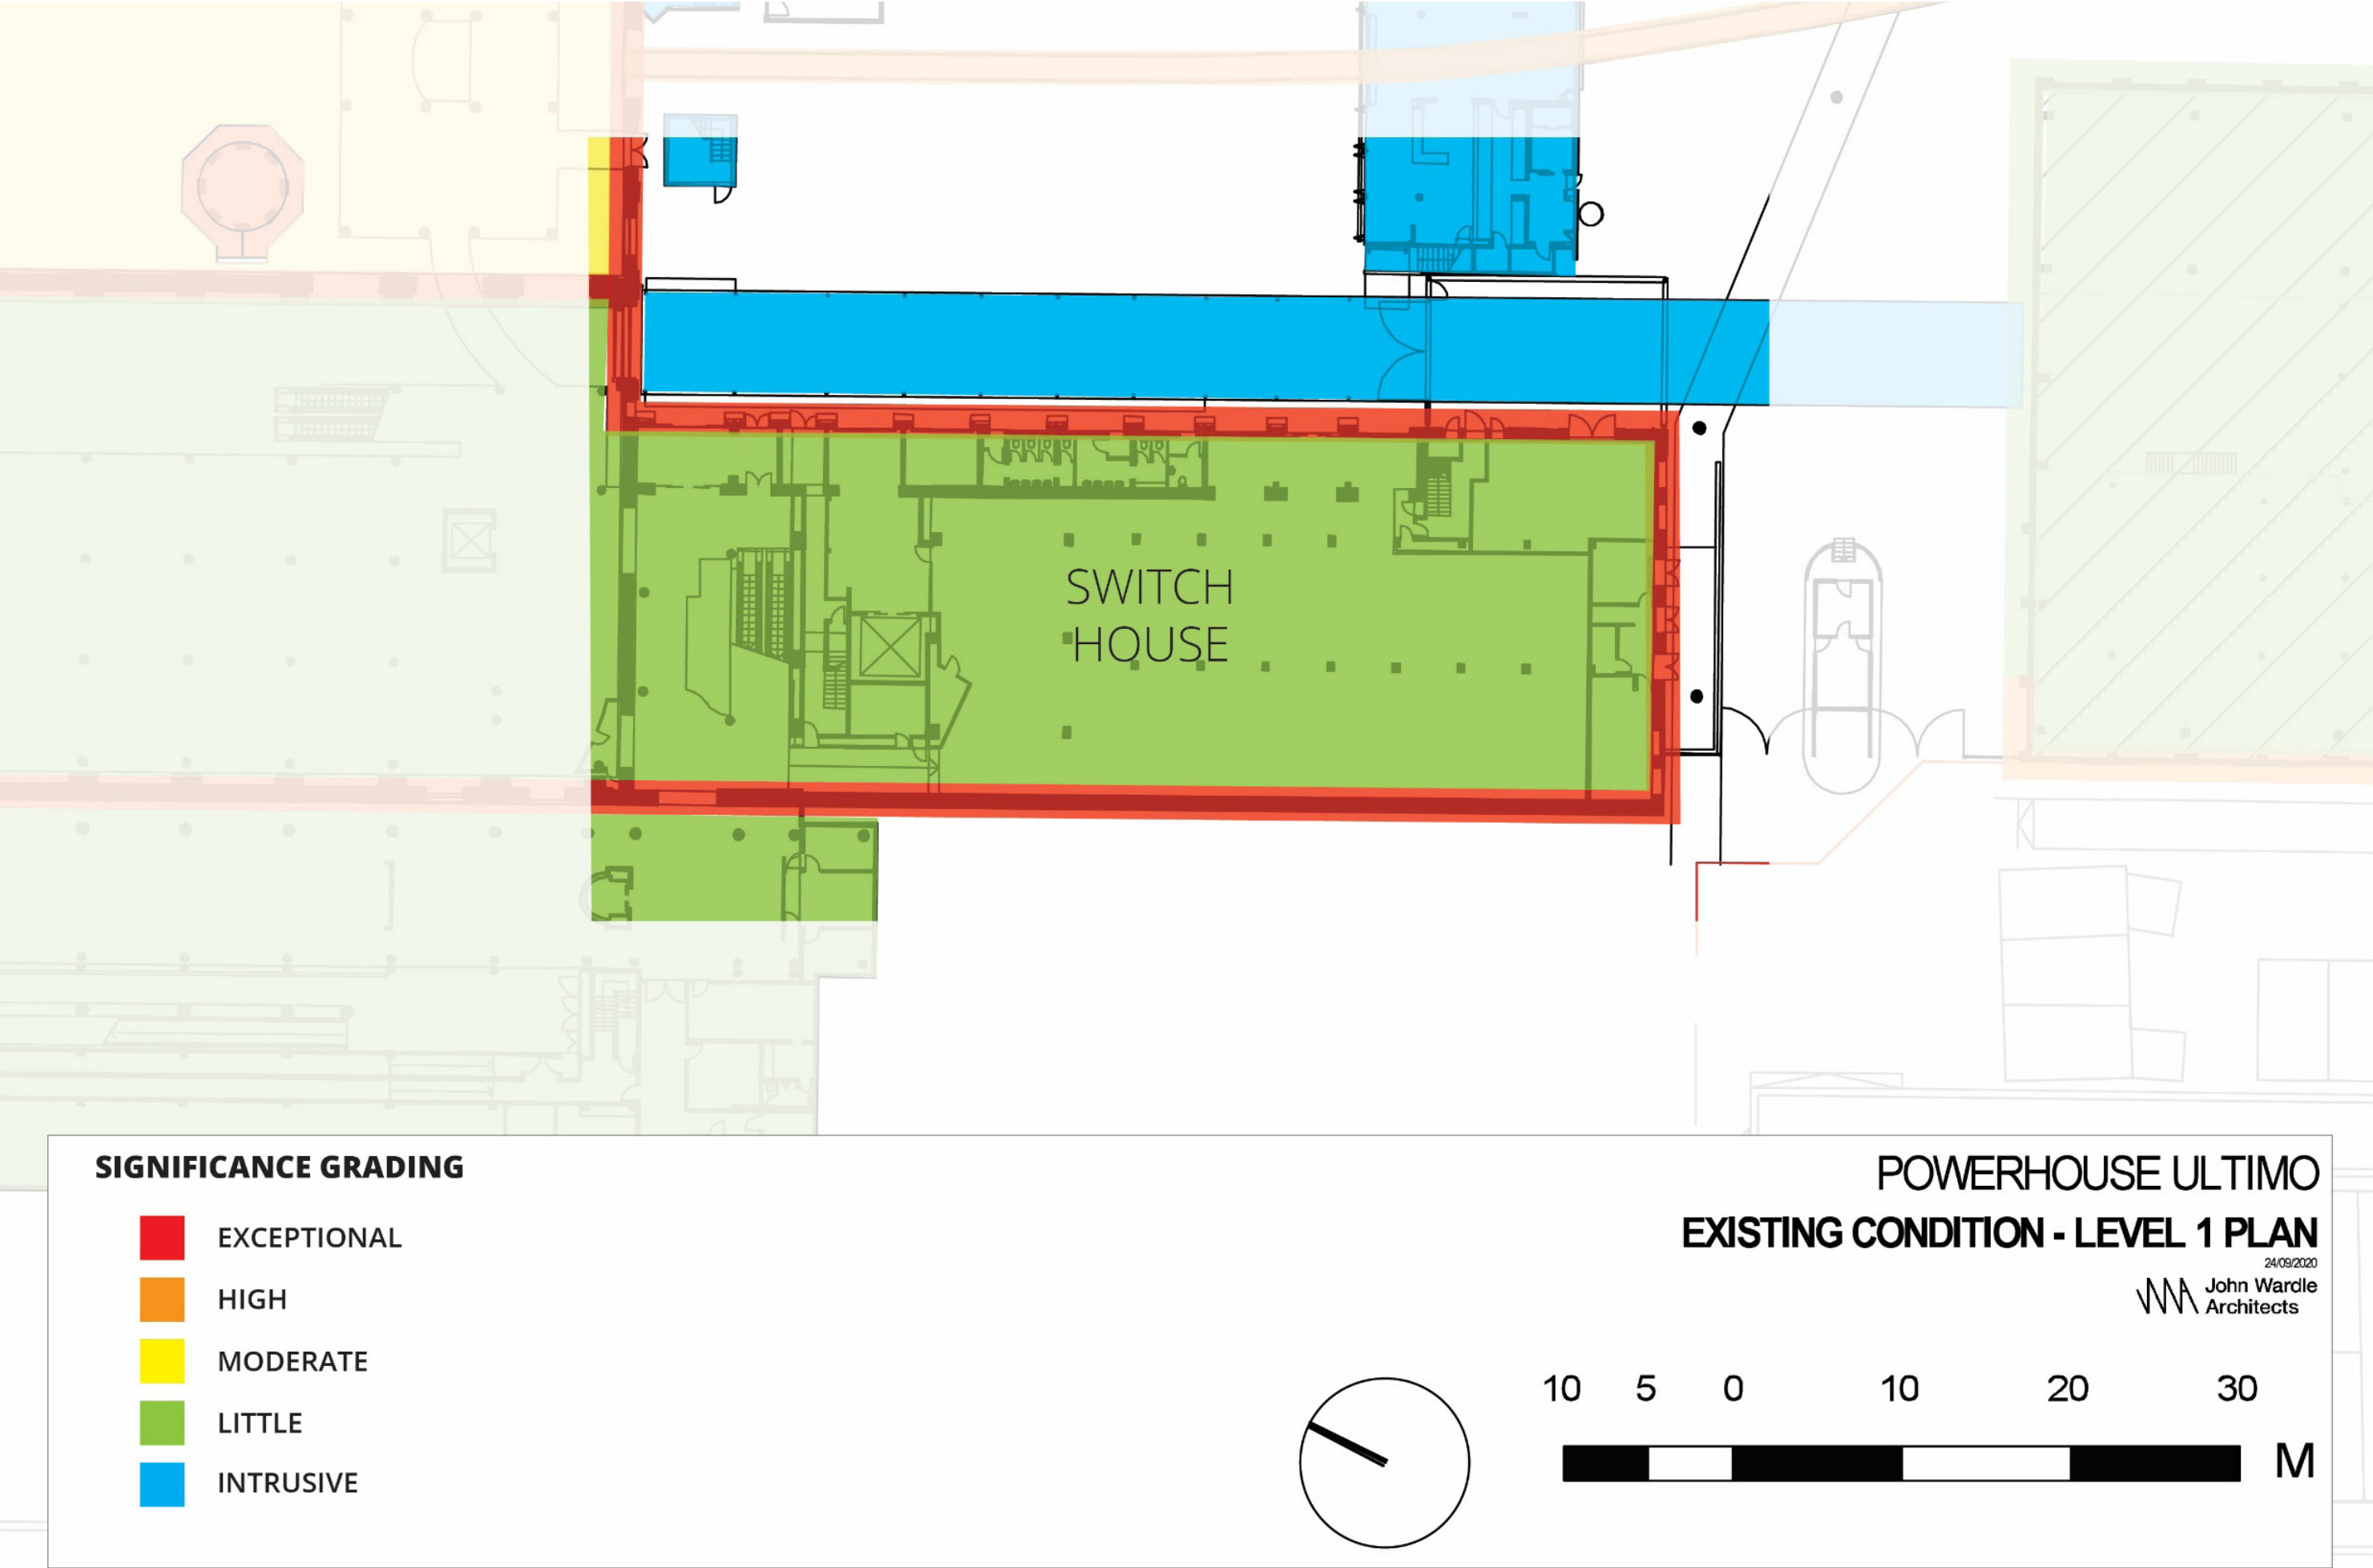 SWITCH
HOUSE
SIGNIFICANCE GRADING
EXCEPTIONAL
HIGH
MODERATE
LITTLE
INTRUSIVE
POWERHOUSE ULTIMO
EXISTING CONDITION - LEVEL 1 PLAN
24/09/2020
John Wardle
Architects
10 5 0 10 20 30
M